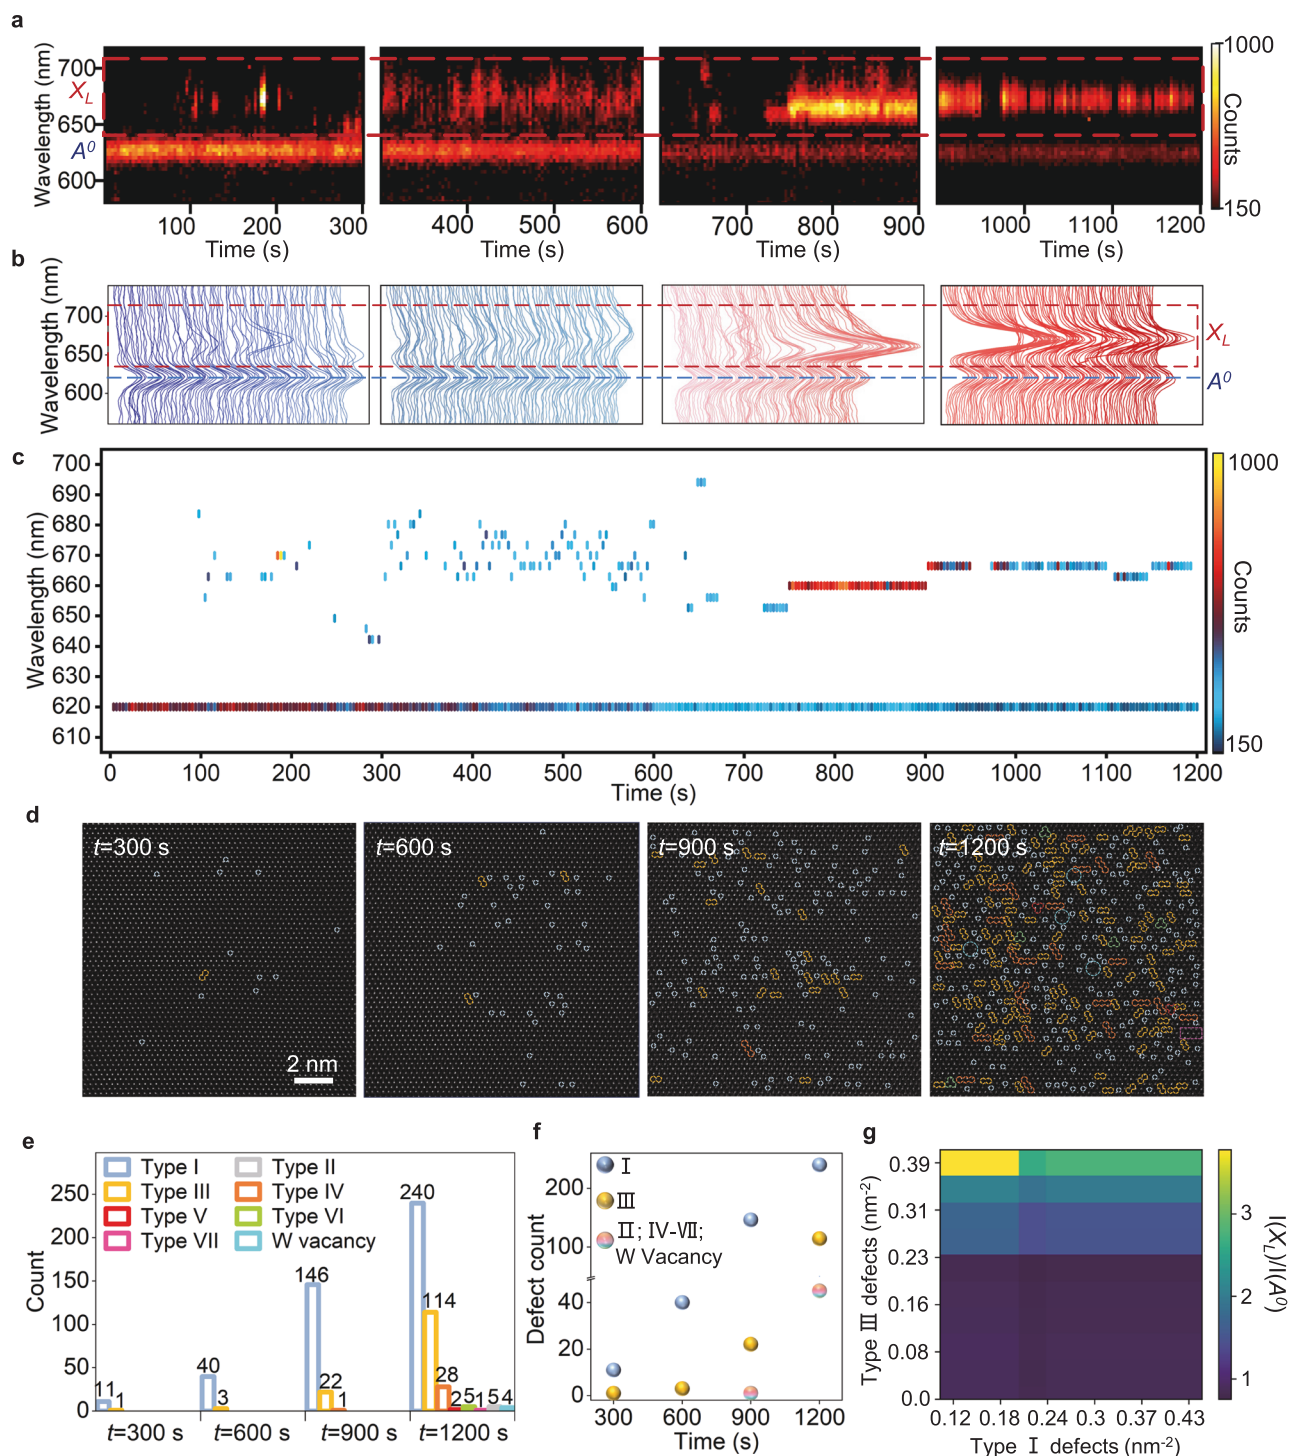 a
Wavelength (nm)
700
X_L
650
A^0
600
100 200 300
400 500 600
700 800 900
1000 1100 1200
Time (s) Time (s) Time (s) Time (s)
1000
Counts
150
b
Wavelength (nm)
700
650
600
X_L
A^0
c
Wavelength (nm)
700
690
680
670
660
650
640
630
620
610
0 100 200 300 400 500 600 700 800 900 1000 1100 1200
Time (s)
1000
Counts
150
d
t=300 s
2 nm
t=600 s
t=900 s
t=1200 s
e
Count
250
200
150
100
50
0
Type I Type II
Type III Type IV
Type V Type VI
Type VII W vacancy
11 1
40 3
146 22 1
240 114 28 2 5 1 5 4
t=300 s t=600 s t=900 s t=1200 s
f
Defect count
200
100
40
20
0
I
III
II; IV-VII;
W Vacancy
300 600 900 1200
Time (s)
g
Type III defects (nm-2)
0.39
0.31
0.23
0.16
0.08
0.0
0.12 0.18 0.24 0.3 0.37 0.43
Type I defects (nm-2)
3
2
1
I(X_L)/I(A^0)